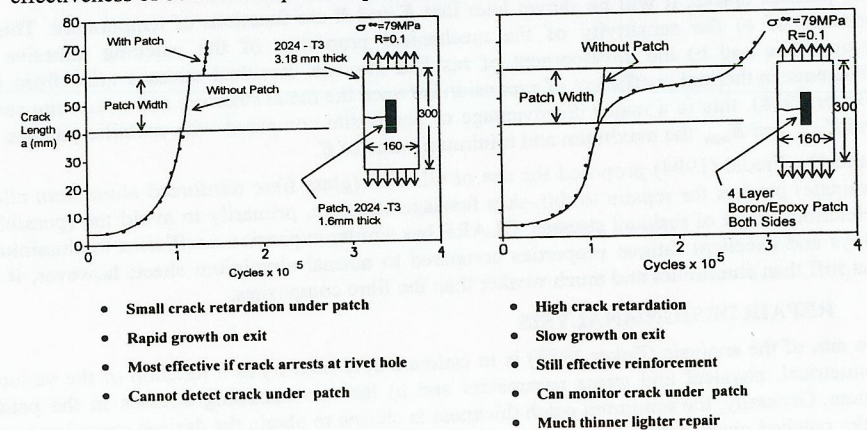 80
70
60
50
40
30
20
10
0
Crack
Length
a (mm)
With Patch
2024 - T3
3.18 mm thick
Without Patch
Patch Width
σ∞=79MPa
R=0.1
300
160
Patch, 2024 -T3
1.6mm thick
0 1 2 3 4
Cycles x 10 5
• Small crack retardation under patch
• Rapid growth on exit
• Most effective if crack arrests at rivet hole
• Cannot detect crack under patch
Without Patch
Patch Width
σ∞=79MPa
R=0.1
300
160
4 Layer
Boron/Epoxy Patch
Both Sides
0 1 2 3 4
Cycles x 10⁵
• High crack retardation
• Slow growth on exit
• Still effective reinforcement
• Can monitor crack under patch
• Much thinner lighter repair